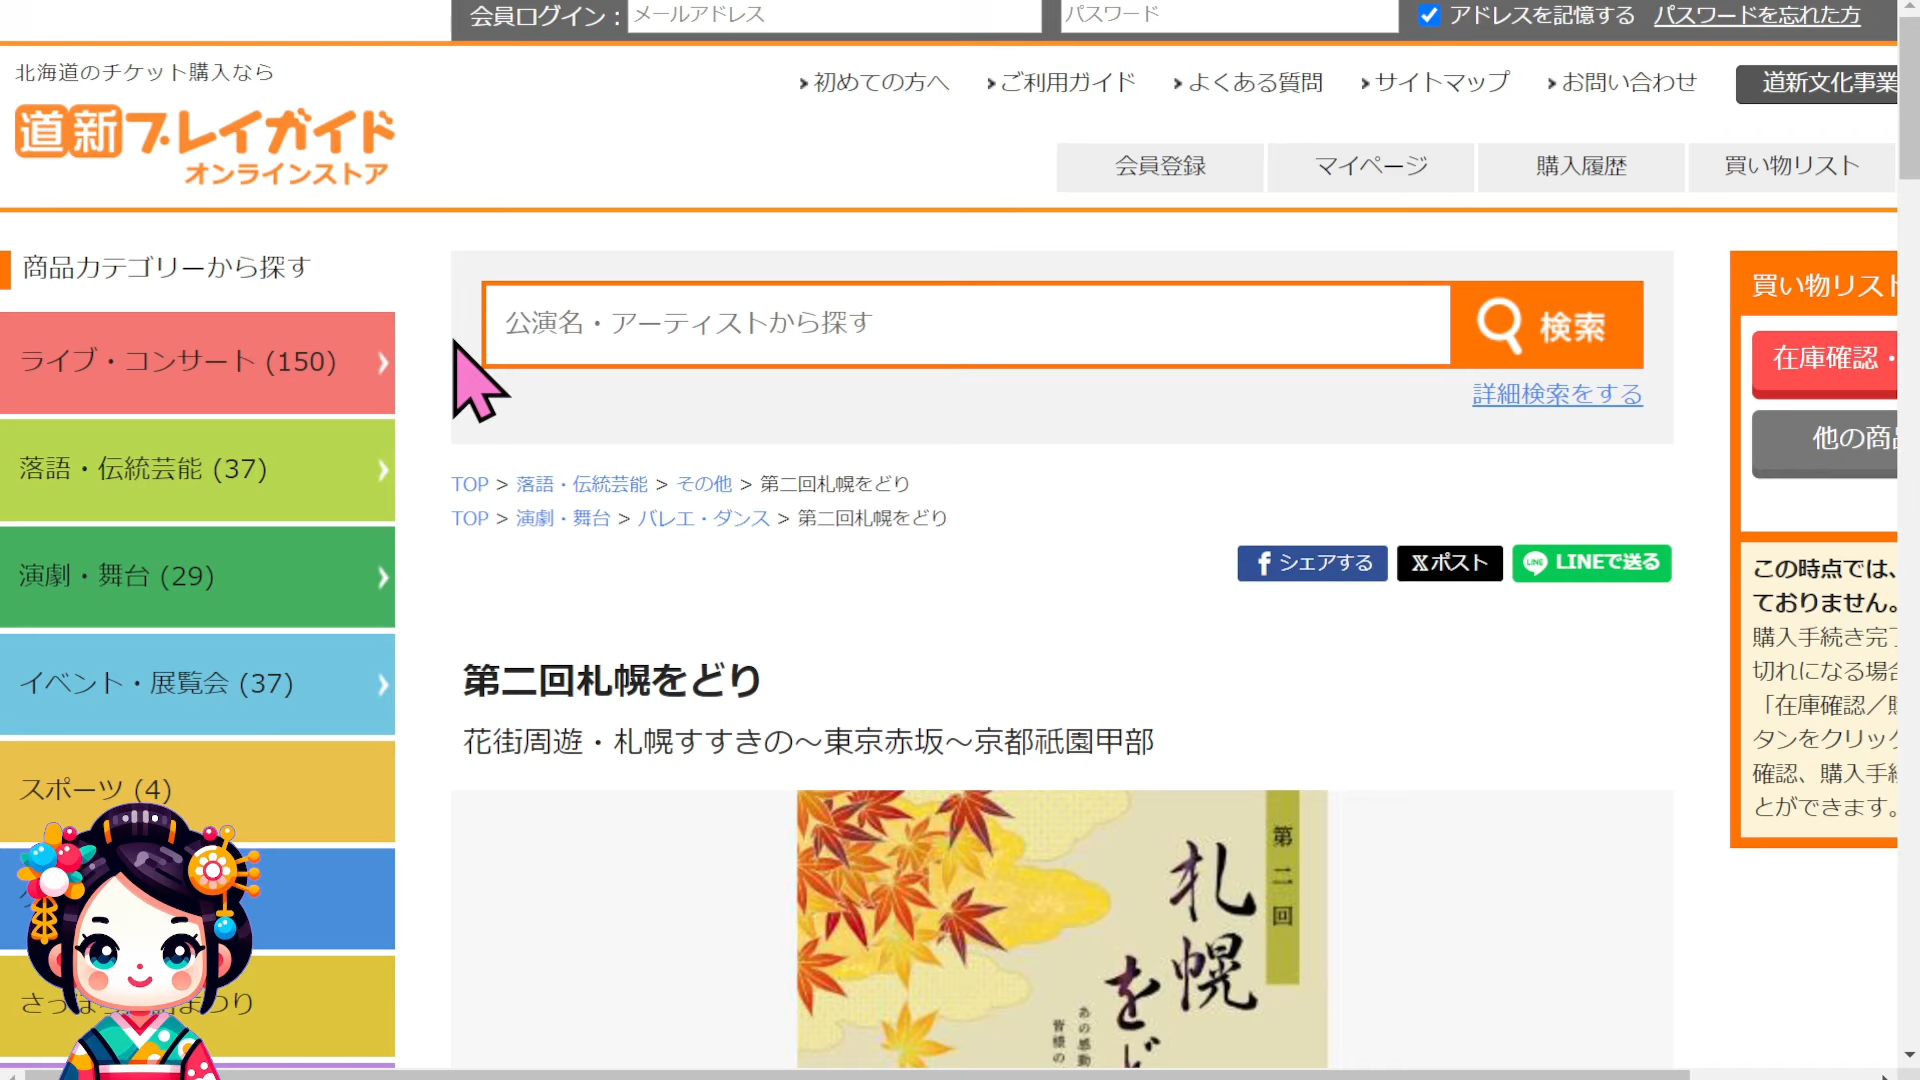 会員ログイン：
メールアドレス
パスワード
アドレスを記憶する
パスワードを忘れた方
北海道のチケット購入なら
道新プレイガイド
オンラインストア
初めての方へ
ご利用ガイド
よくある質問
サイトマップ
お問い合わせ
道新文化事業
会員登録
マイページ
購入履歴
買い物リスト
商品カテゴリーから探す
ライブ・コンサート (150)
落語・伝統芸能 (37)
演劇・舞台 (29)
イベント・展覧会 (37)
スポーツ (4)
公演名・アーティストから探す
検索
詳細検索をする
TOP > 落語・伝統芸能 > その他 > 第二回札幌をどり
TOP > 演劇・舞台 > バレエ・ダンス > 第二回札幌をどり
シェアする
Xポスト
LINEで送る
第二回札幌をどり
花街周遊・札幌すすきの～東京赤坂～京都祇園甲部
第二回
札幌
をど
あの感動
皆様の
買い物リスト
在庫確認・
他の商品
この時点では、
ておりません。
購入手続き完了
切れになる場合
「在庫確認／購
タンをクリック
確認、購入手続
とができます。